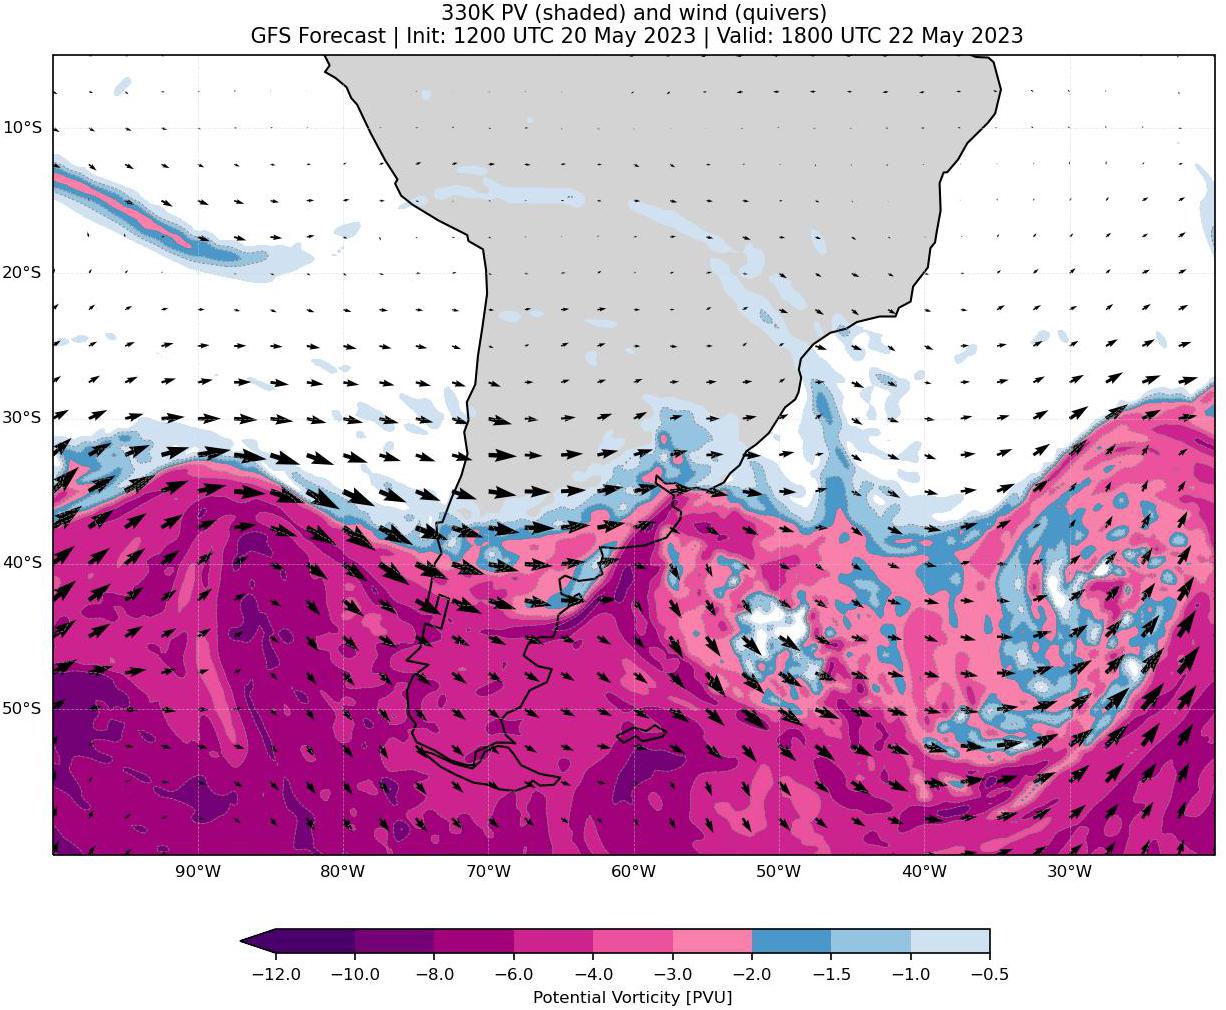 330K PV (shaded) and wind (quivers)
GFS Forecast | Init: 1200 UTC 20 May 2023 | Valid: 1800 UTC 22 May 2023
10°S
20°S
30°S
40°S
50°S
90°W 80°W 70°W 60°W 50°W 40°W 30°W
−12.0 −10.0 −8.0 −6.0 −4.0 −3.0 −2.0 −1.5 −1.0 −0.5
Potential Vorticity [PVU]